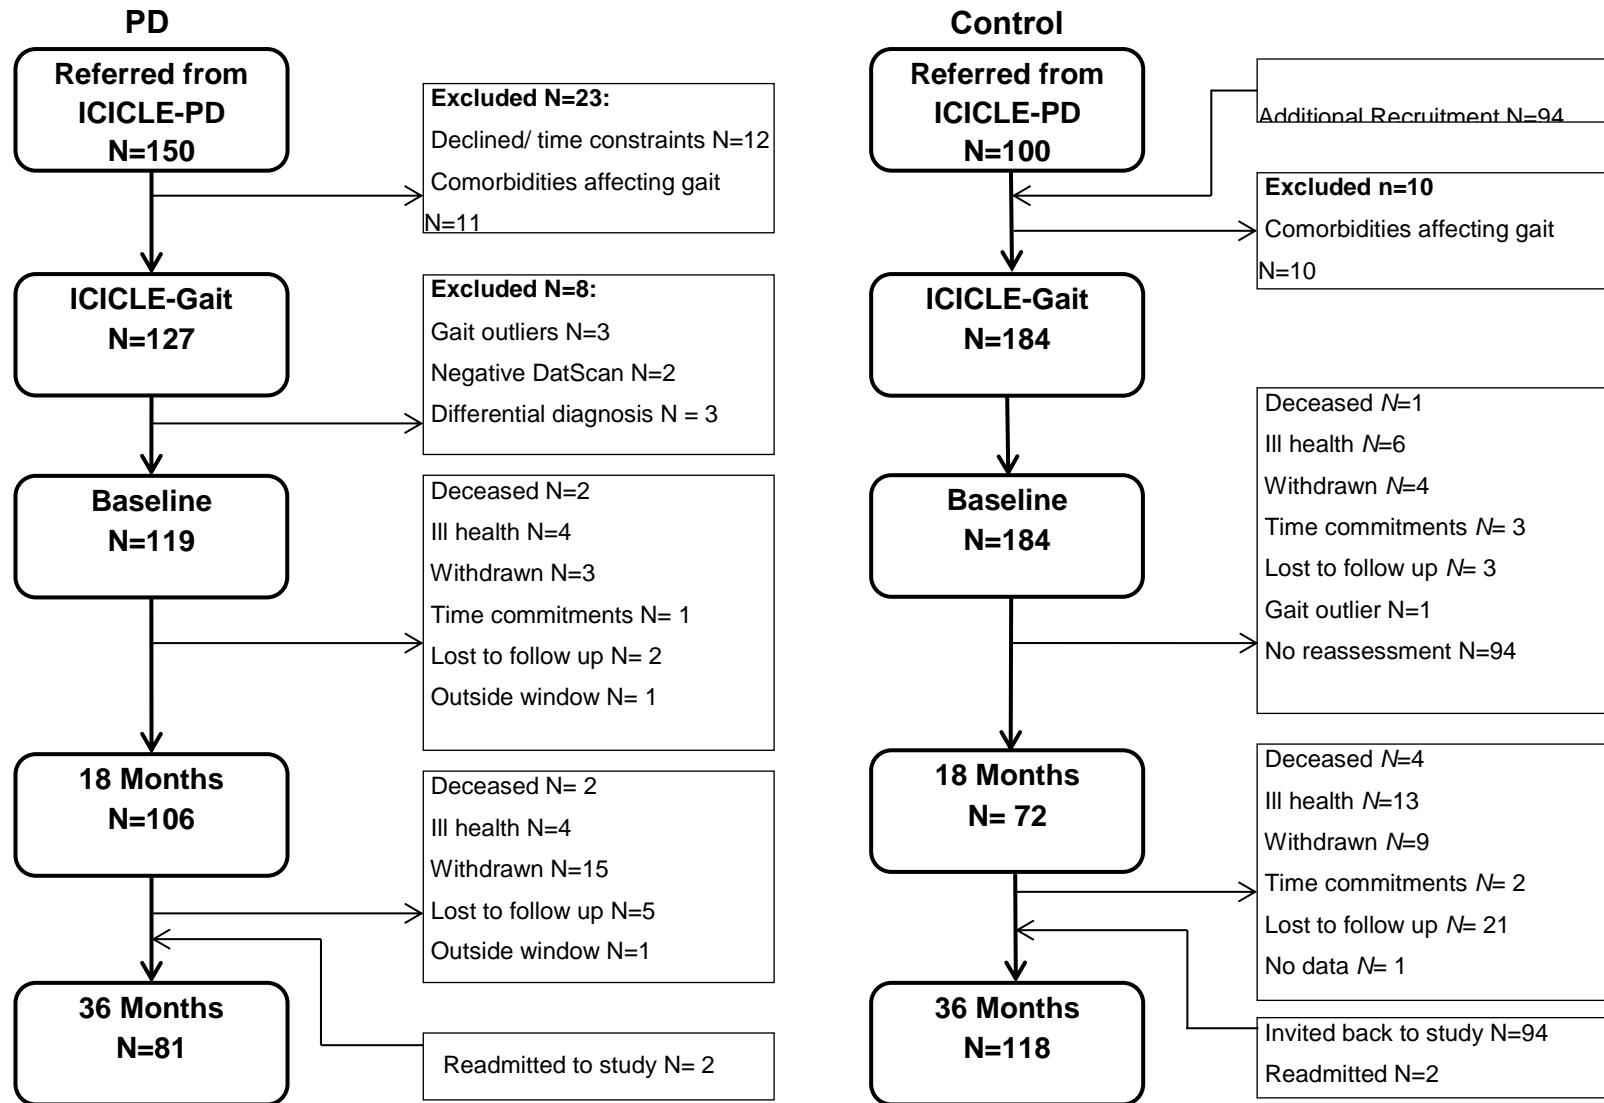 PD
Referred from
ICICLE-PD
N=150
Excluded N=23:
Declined/ time constraints N=12
Comorbidities affecting gait
N=11
ICICLE-Gait
N=127
Excluded N=8:
Gait outliers N=3
Negative DatScan N=2
Differential diagnosis N = 3
Baseline
N=119
Deceased N=2
Ill health N=4
Withdrawn N=3
Time commitments N= 1
Lost to follow up N= 2
Outside window N= 1
18 Months
N=106
Deceased N= 2
Ill health N=4
Withdrawn N=15
Lost to follow up N=5
Outside window N=1
36 Months
N=81
Readmitted to study N= 2
Control
Referred from
ICICLE-PD
N=100
Additional Recruitment N=94
Excluded n=10
Comorbidities affecting gait
N=10
ICICLE-Gait
N=184
Baseline
N=184
Deceased N=1
Ill health N=6
Withdrawn N=4
Time commitments N= 3
Lost to follow up N= 3
Gait outlier N=1
No reassessment N=94
18 Months
N= 72
Deceased N=4
Ill health N=13
Withdrawn N=9
Time commitments N= 2
Lost to follow up N= 21
No data N= 1
36 Months
N=118
Invited back to study N=94
Readmitted N=2